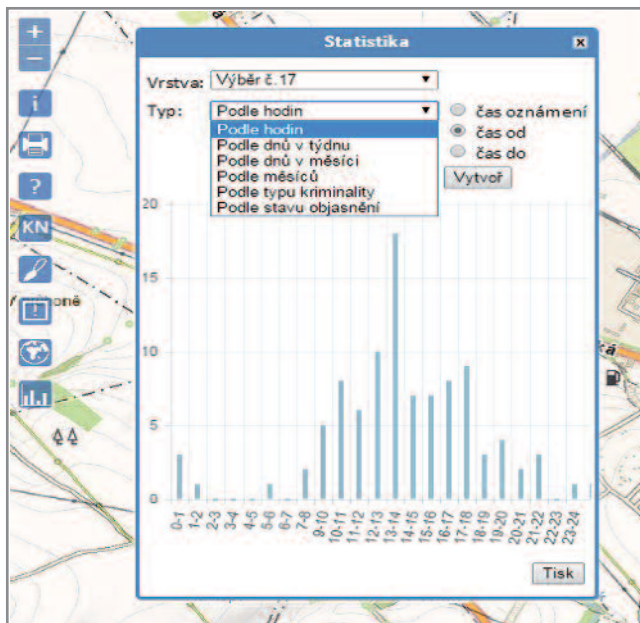 +
Statistika
x
–
Vrstva: Výběr č.17
i
Typ: Podle hodin
čas oznámení
Podle hodin
čas od
Podle dnů v týdnu
čas do
Podle dnů v měsíci
Podle měsíců
Vytvoř
?
Podle typu kriminality
Podle stavu objasnění
KN
20
15
10
5
0
0-1 1-2 2-3 3-4 4-5 5-6 6-7 7-8 9-10 10-11 11-12 12-13 13-14 14-15 15-16 16-17 17-18 18-19 19-20 20-21 21-22 22-23 23-24
Tisk